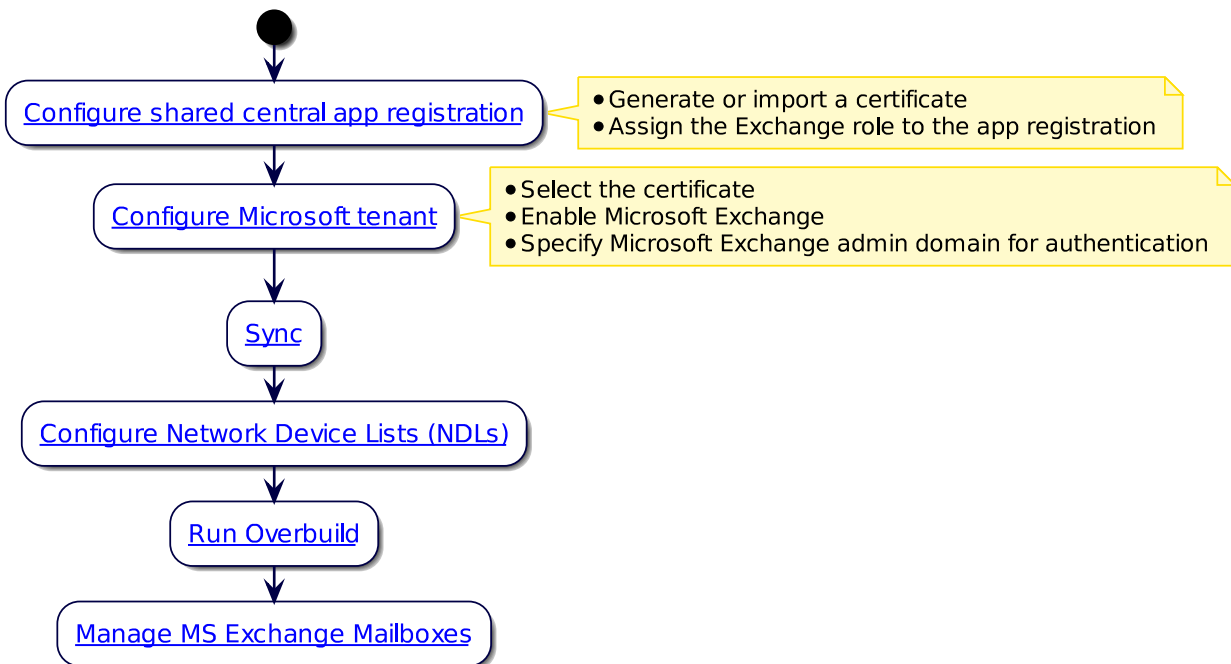 Configure shared central app registration
• Generate or import a certificate
• Assign the Exchange role to the app registration
Configure Microsoft tenant
• Select the certificate
• Enable Microsoft Exchange
• Specify Microsoft Exchange admin domain for authentication
Sync
Configure Network Device Lists (NDLs)
Run Overbuild
Manage MS Exchange Mailboxes